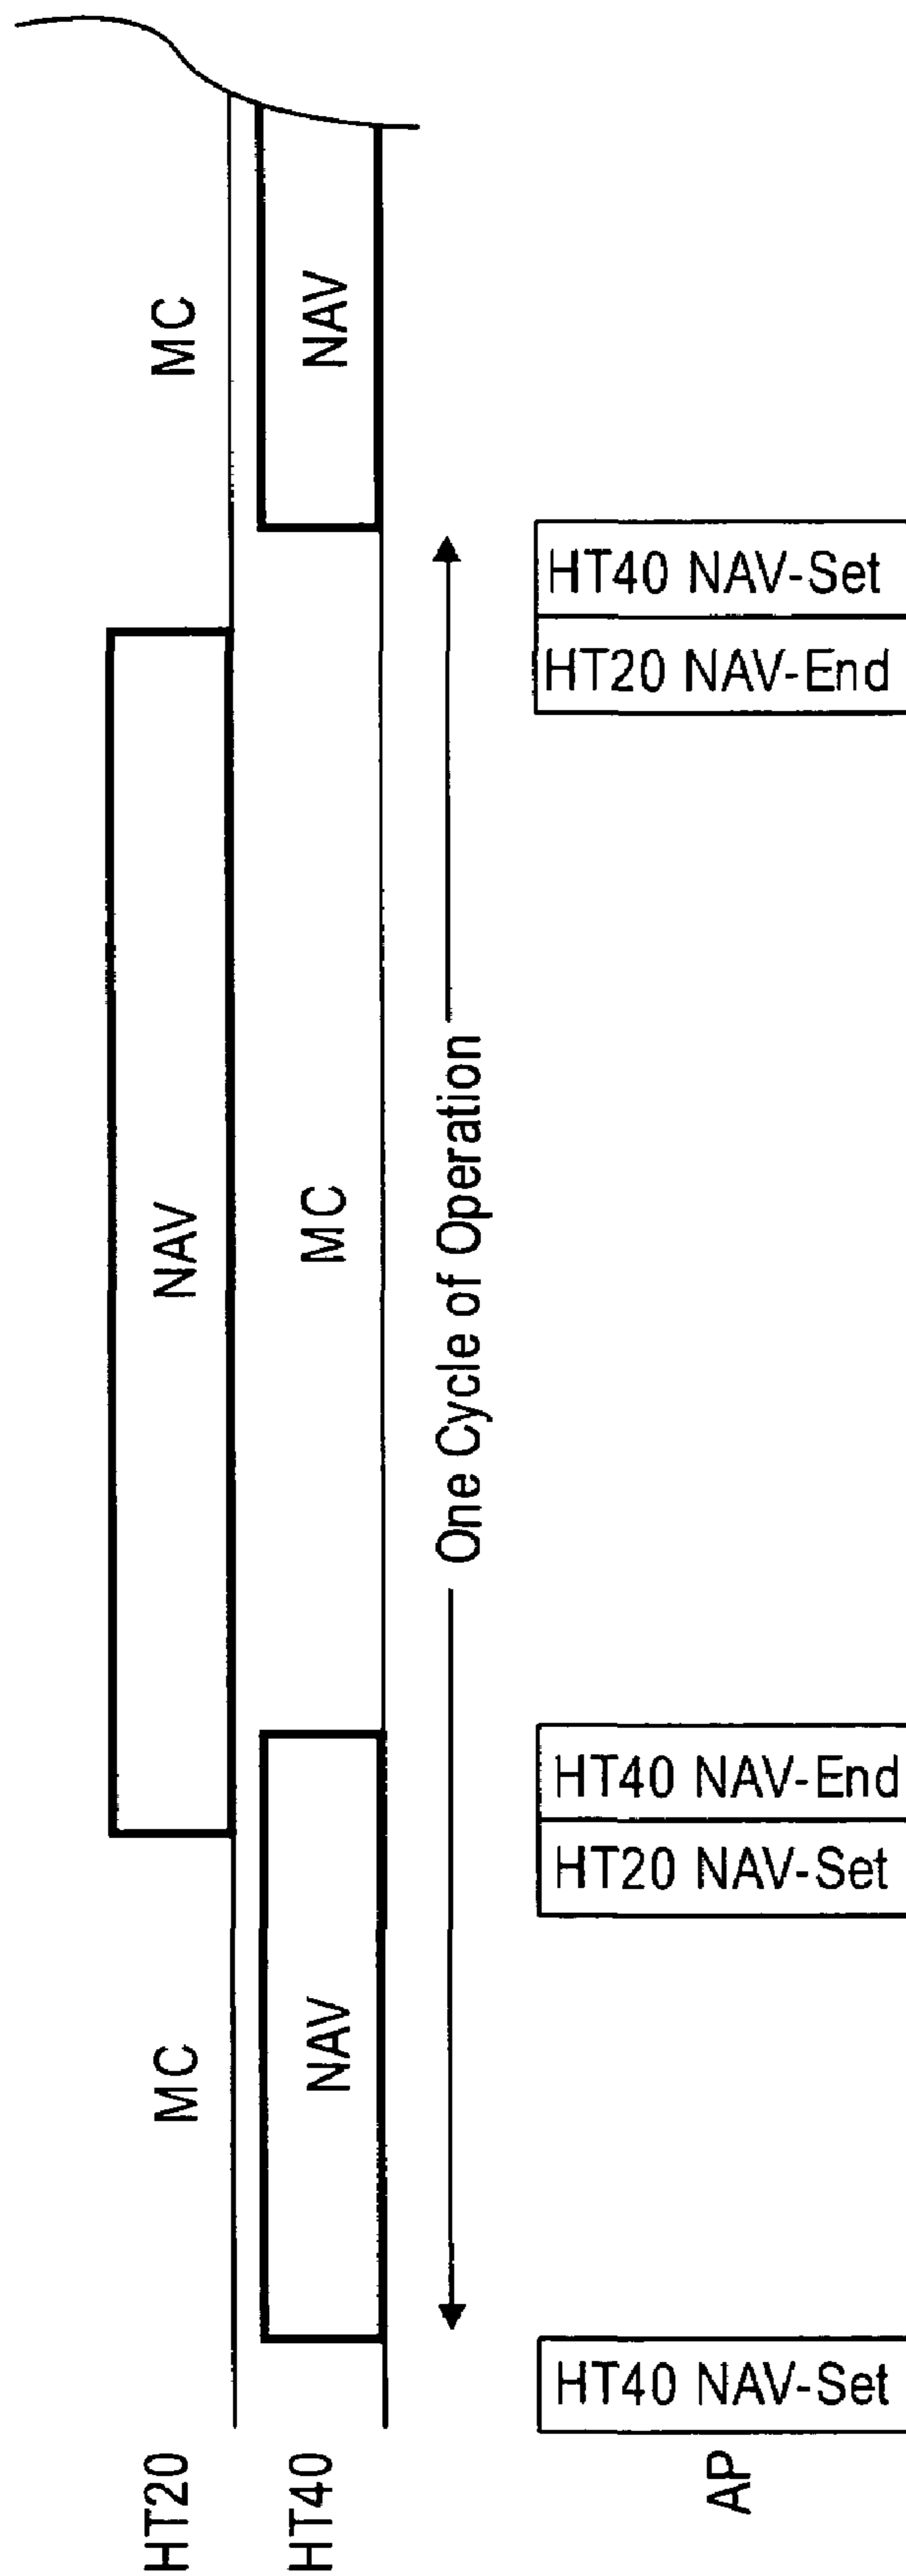 HT20
MC
NAV
MC
HT40
NAV
MC
NAV
One Cycle of Operation
AP
HT40 NAV-Set
HT20 NAV-Set
HT40 NAV-End
HT20 NAV-End
HT40 NAV-Set